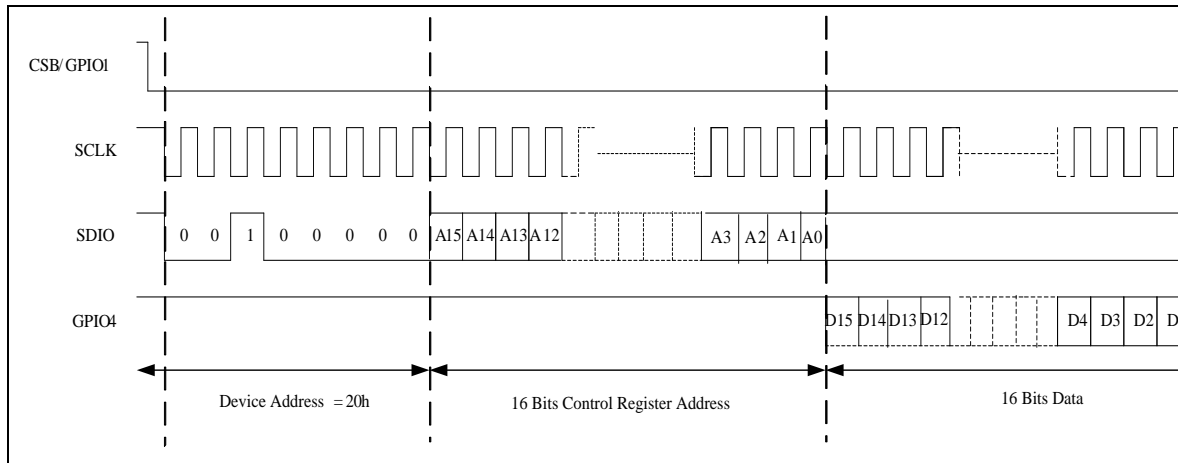 CSB/GPIO1
SCLK
SDIO 0 0 1 0 0 0 0 0 A15 A14 A13 A12 A3 A2 A1 A0
GPIO4 D15 D14 D13 D12 D4 D3 D2 D
Device Address = 20h 16 Bits Control Register Address 16 Bits Data